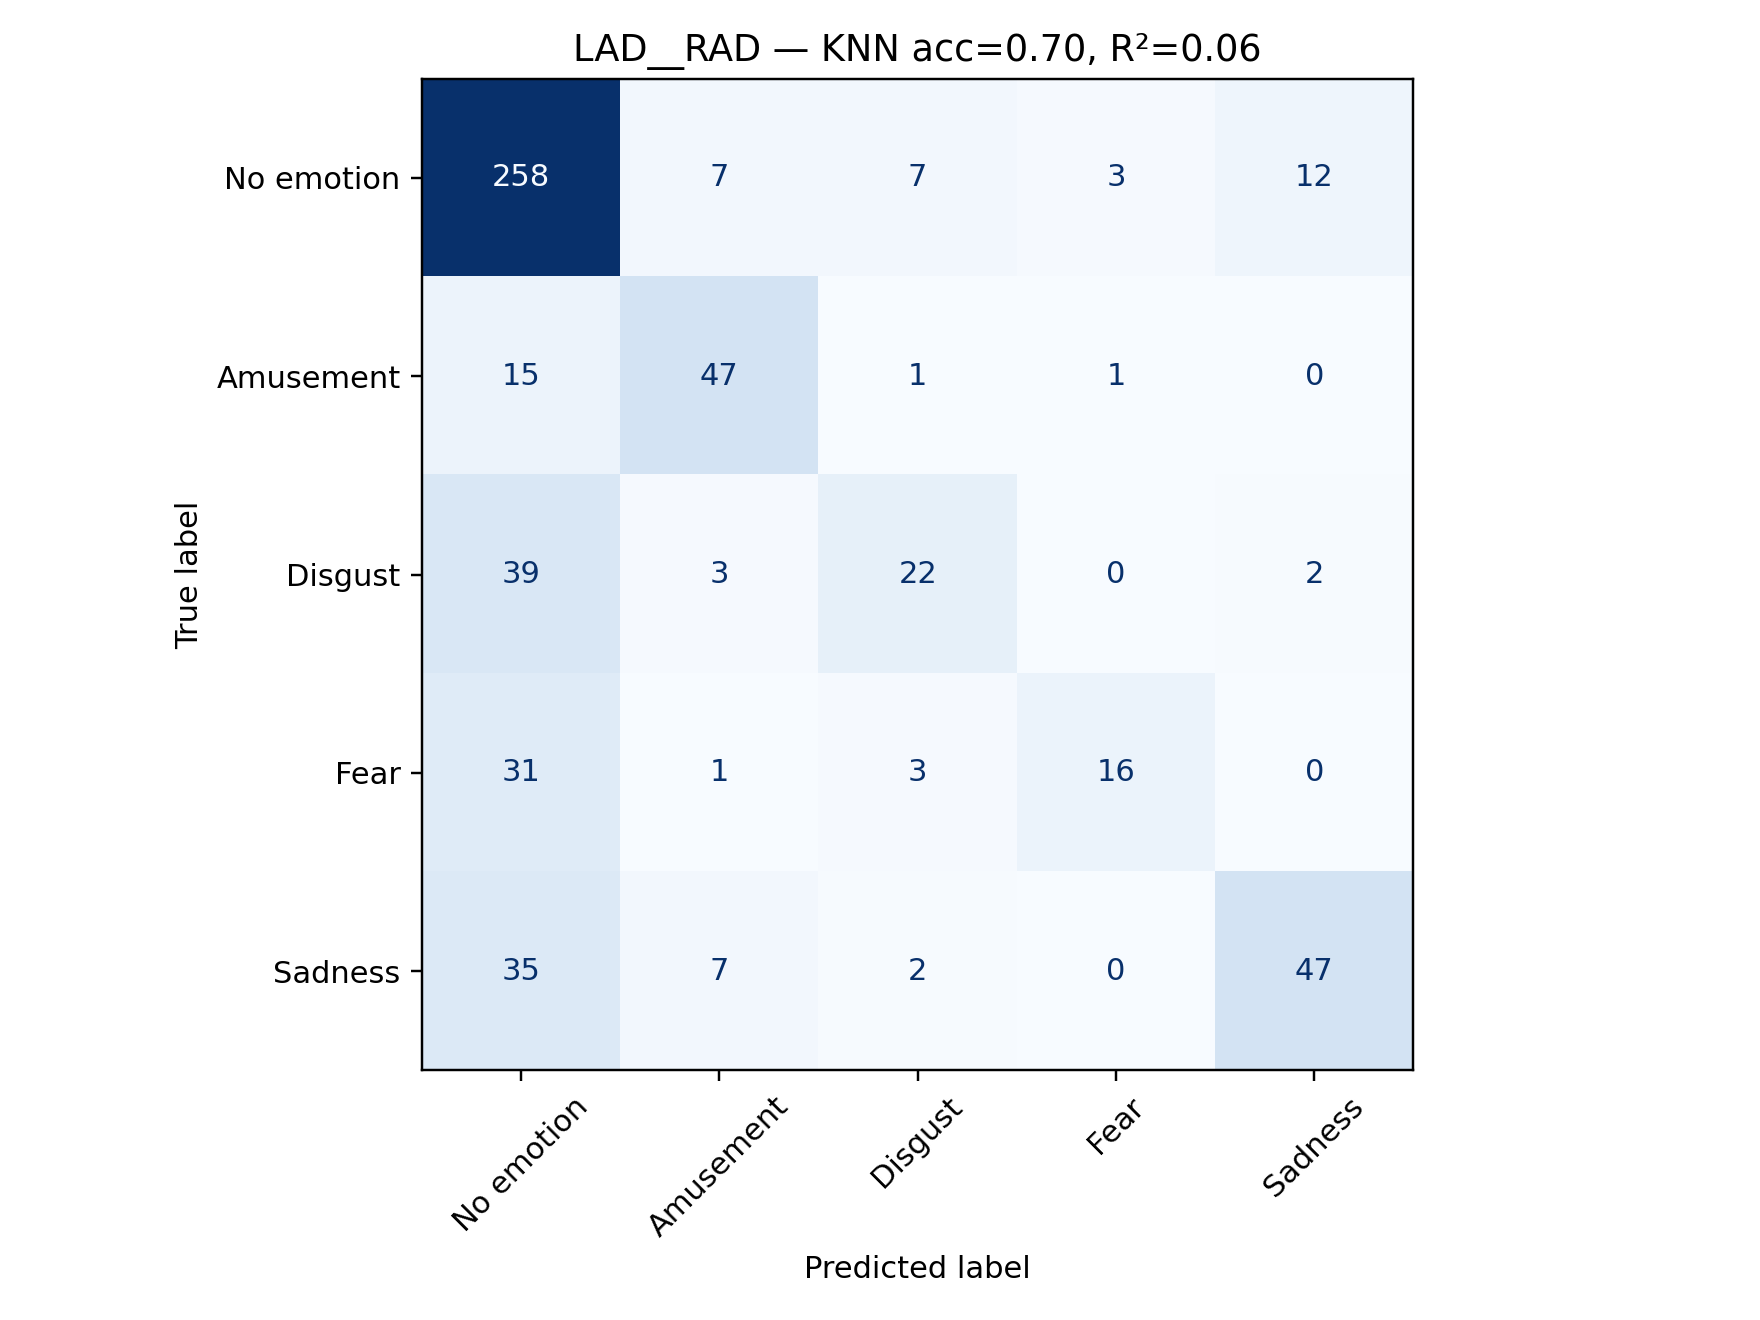 LAD__RAD — KNN acc=0.70, R²=0.06
No emotion 258 7 7 3 12
Amusement 15 47 1 1 0
Disgust 39 3 22 0 2
Fear 31 1 3 16 0
Sadness 35 7 2 0 47
True label
No emotion Amusement Disgust Fear Sadness
Predicted label